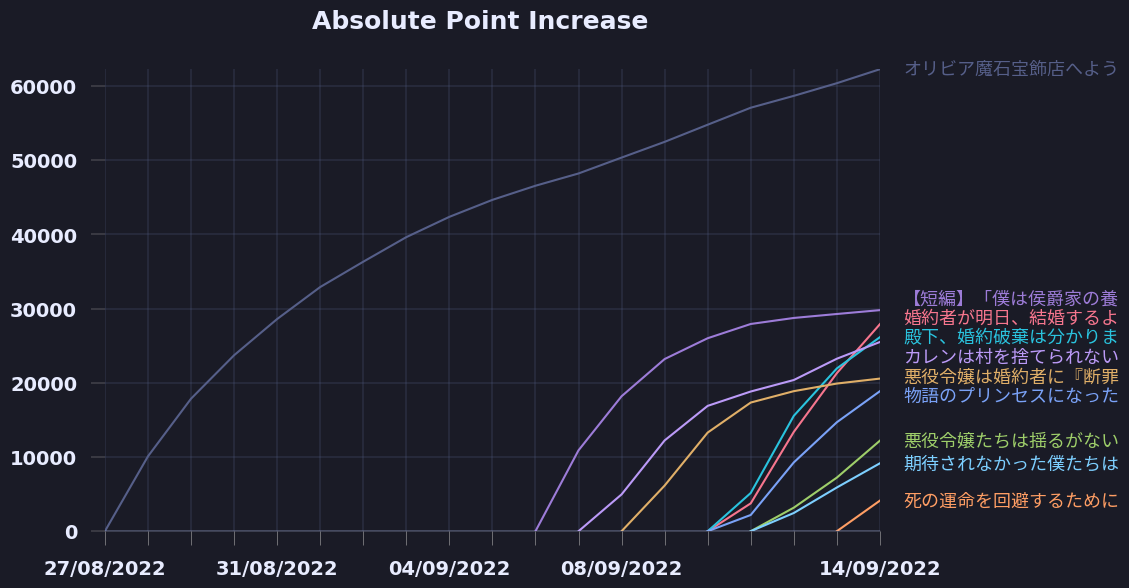 Absolute Point Increase
60000
50000
40000
30000
20000
10000
0
27/08/2022
31/08/2022
04/09/2022
08/09/2022
14/09/2022
オリビア魔石宝飾店へよう
【短編】「僕は侯爵家の養
婚約者が明日、結婚するよ
殿下、婚約破棄は分かりま
カレンは村を捨てられない
悪役令嬢は婚約者に『断罪
物語のプリンセスになった
悪役令嬢たちは揺るがない
期待されなかった僕たちは
死の運命を回避するために